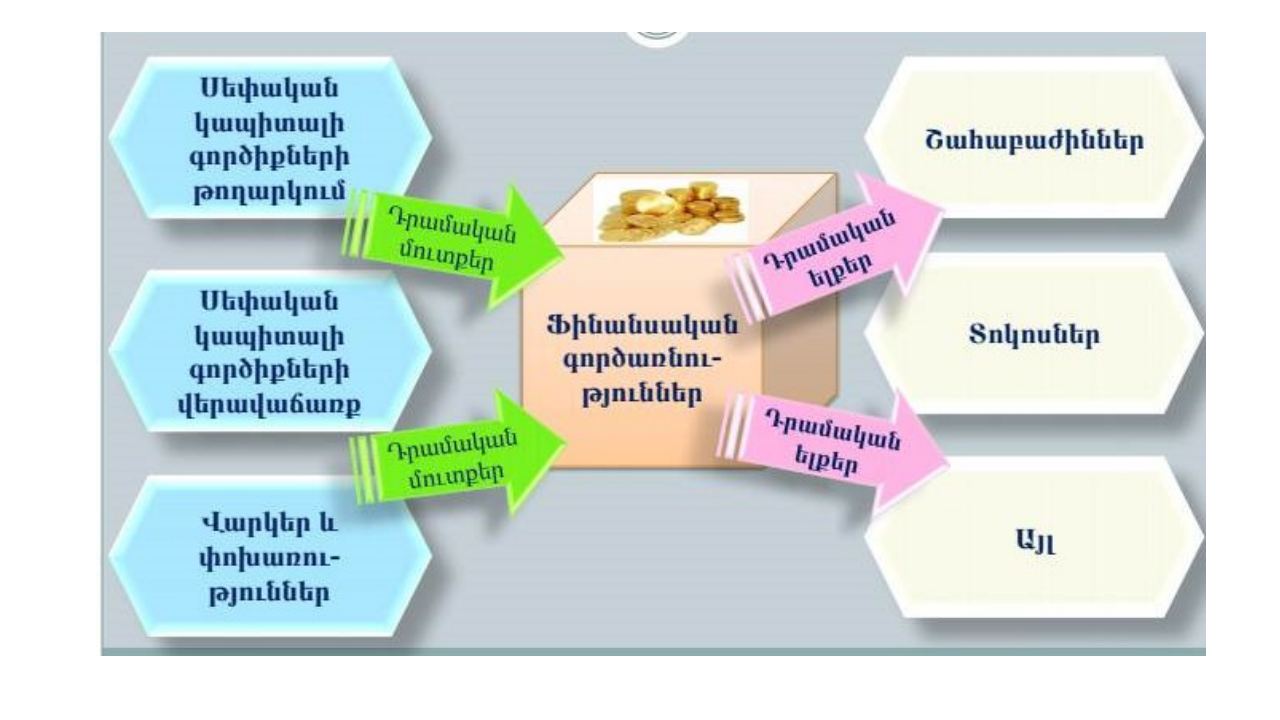 Սեփական
կապիտալի
գործիքների
թողարկում
Սեփական
կապիտալի
գործիքների
վերավաճառք
Վարկեր և
փոխառու-
թյուններ
Դրամական
մուտքեր
Դրամական
մուտքեր
Ֆինանսական
գործառնու-
թյուններ
Դրամական
ելքեր
Դրամական
ելքեր
Շահաբաժիններ
Տոկոսներ
Այլ